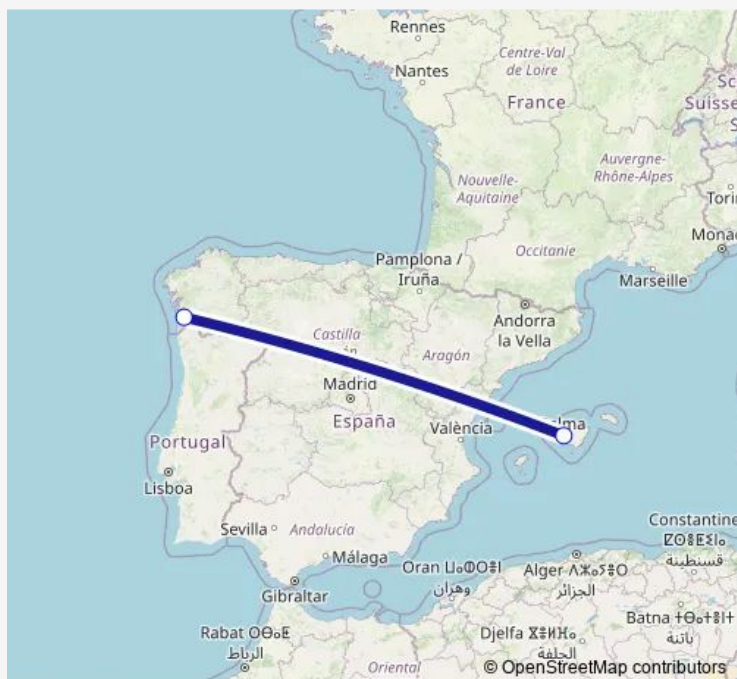 Rennes
Nantes
Centre-Val
de Loire
France
Suisse
Auvergne-
Rhône-Alpes
Nouvelle-
Aquitaine
Occitanie
Marseille
Pamplona /
Iruña
Andorra
la Vella
Castilla
Aragón
Madrid
España
València
Portugal
Lisboa
Sevilla
Andalucía
Málaga
Gibraltar
Oran
وهران
Alger
الجزائر
Constantine
قسنطينة
Rabat
الرباط
Djelfa
الجلفة
Batna
باتنة
Oriental
© OpenStreetMap contributors